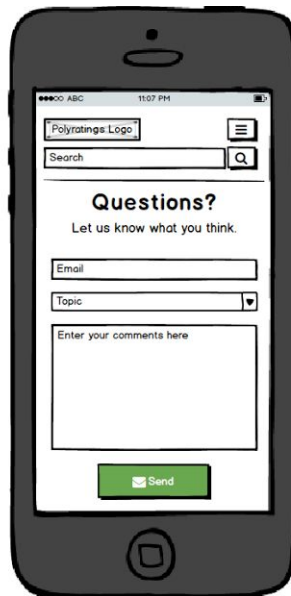 ●●●○○ ABC 11:07 PM
Polyratings Logo
Search
Questions?
Let us know what you think.
Email
Topic
Enter your comments here
Send